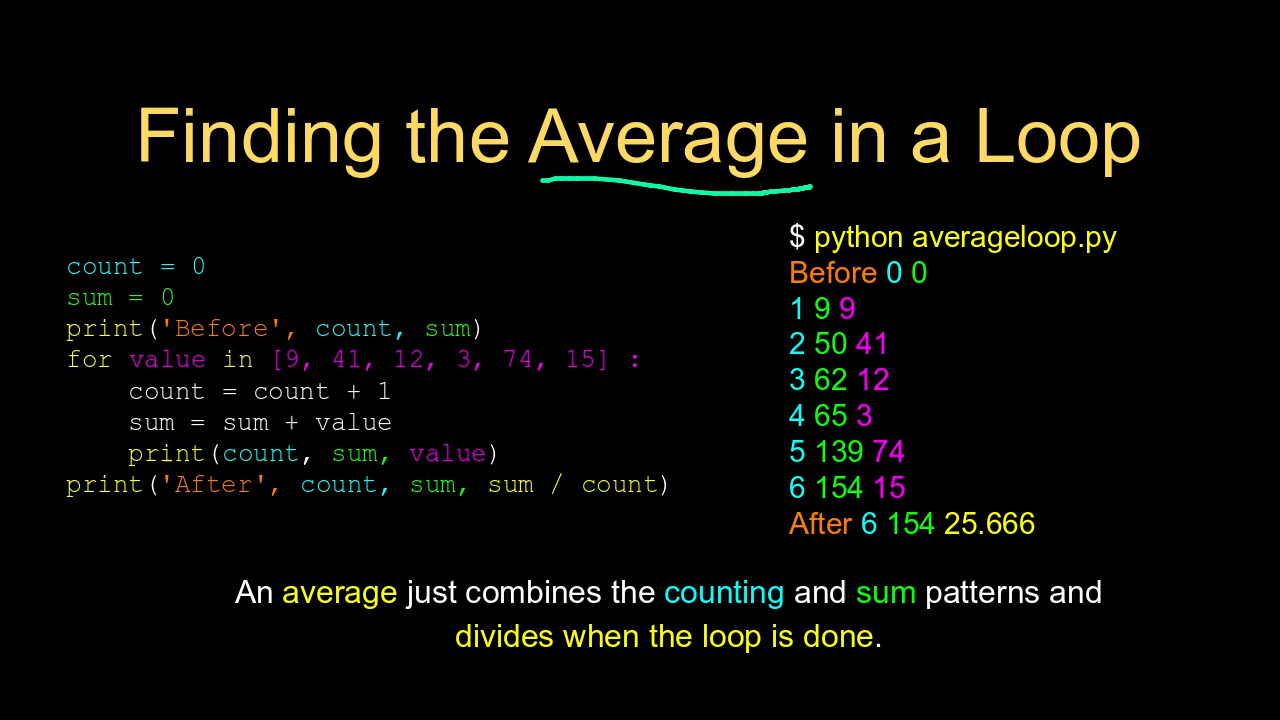 Finding the Average in a Loop
count = 0
sum = 0
print('Before', count, sum)
for value in [9, 41, 12, 3, 74, 15] :
    count = count + 1
    sum = sum + value
    print(count, sum, value)
print('After', count, sum, sum / count)
$ python averageloop.py
Before 0 0
1 9 9
2 50 41
3 62 12
4 65 3
5 139 74
6 154 15
After 6 154 25.666
An average just combines the counting and sum patterns and
divides when the loop is done.